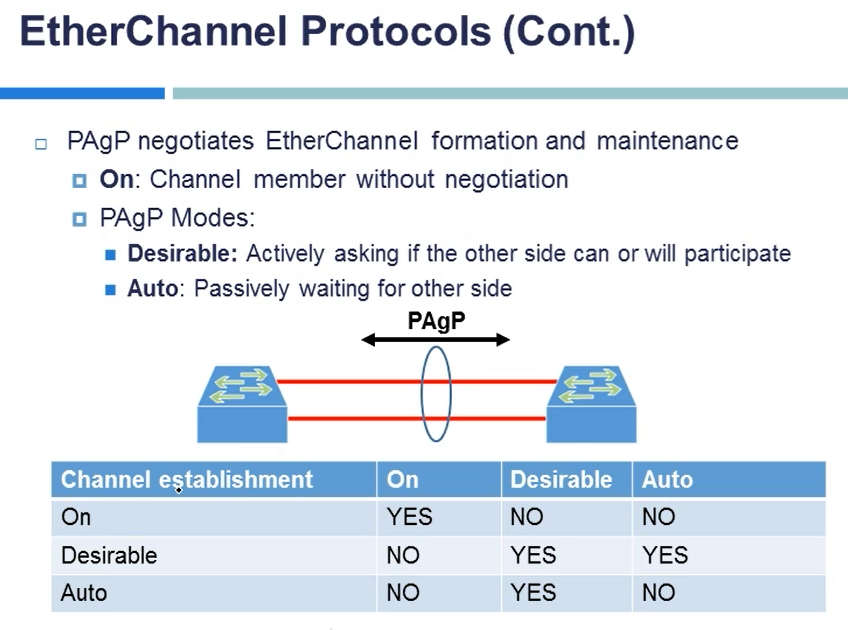 EtherChannel Protocols (Cont.)
PAgP negotiates EtherChannel formation and maintenance
On: Channel member without negotiation
PAgP Modes:
Desirable: Actively asking if the other side can or will participate
Auto: Passively waiting for other side
PAgP
Channel establishment On Desirable Auto
On YES NO NO
Desirable NO YES YES
Auto NO YES NO